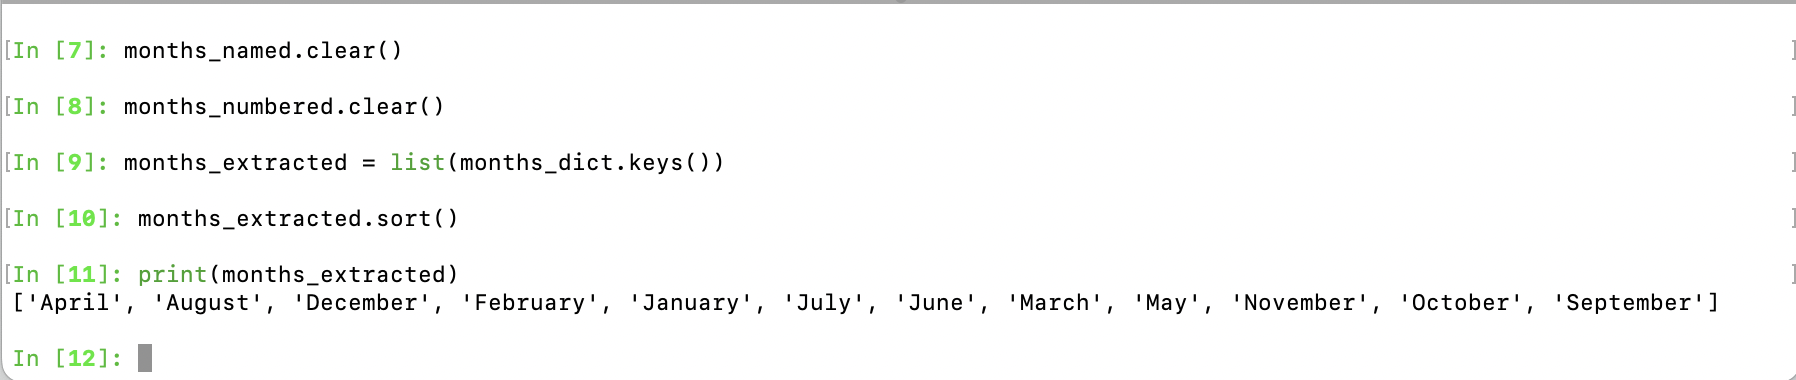 [In [7]: months_named.clear() ]
[In [8]: months_numbered.clear() ]
[In [9]: months_extracted = list(months_dict.keys()) ]
[In [10]: months_extracted.sort() ]
[In [11]: print(months_extracted) ]
['April', 'August', 'December', 'February', 'January', 'July', 'June', 'March', 'May', 'November', 'October', 'September']
In [12]: